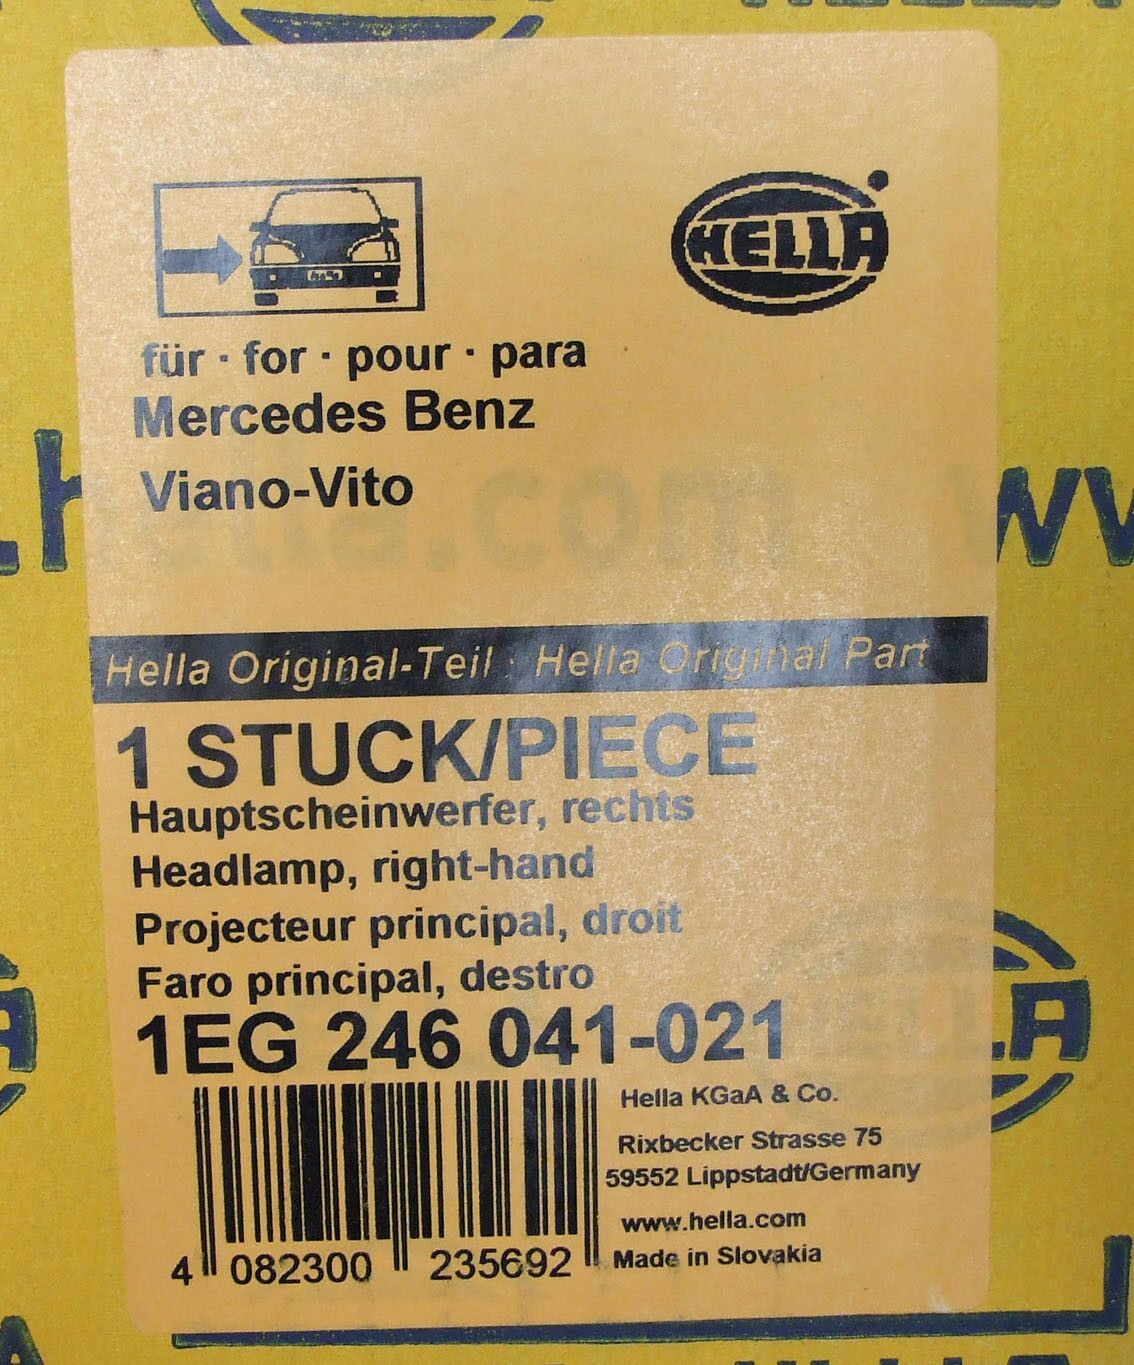 HELLA
für · for · pour · para
Mercedes Benz
Viano-Vito
.hella.com
Hella Original-Teil : Hella Original Part
1 STUCK/PIECE
Hauptscheinwerfer, rechts
Headlamp, right-hand
Projecteur principal, droit
Faro principal, destro
1EG 246 041-021
Hella KGaA & Co.
Rixbecker Strasse 75
59552 Lippstadt/Germany
www.hella.com
Made in Slovakia
4 082300 235692